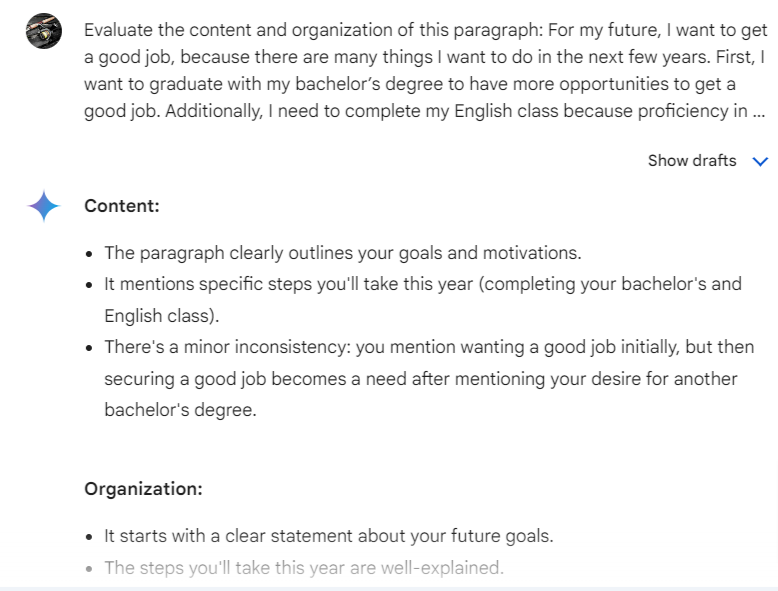 Evaluate the content and organization of this paragraph: For my future, I want to get
a good job, because there are many things I want to do in the next few years. First, I
want to graduate with my bachelor’s degree to have more opportunities to get a
good job. Additionally, I need to complete my English class because proficiency in ...
Show drafts
Content:
• The paragraph clearly outlines your goals and motivations.
• It mentions specific steps you'll take this year (completing your bachelor's and
English class).
• There's a minor inconsistency: you mention wanting a good job initially, but then
securing a good job becomes a need after mentioning your desire for another
bachelor's degree.
Organization:
• It starts with a clear statement about your future goals.
• The steps you'll take this year are well-explained.